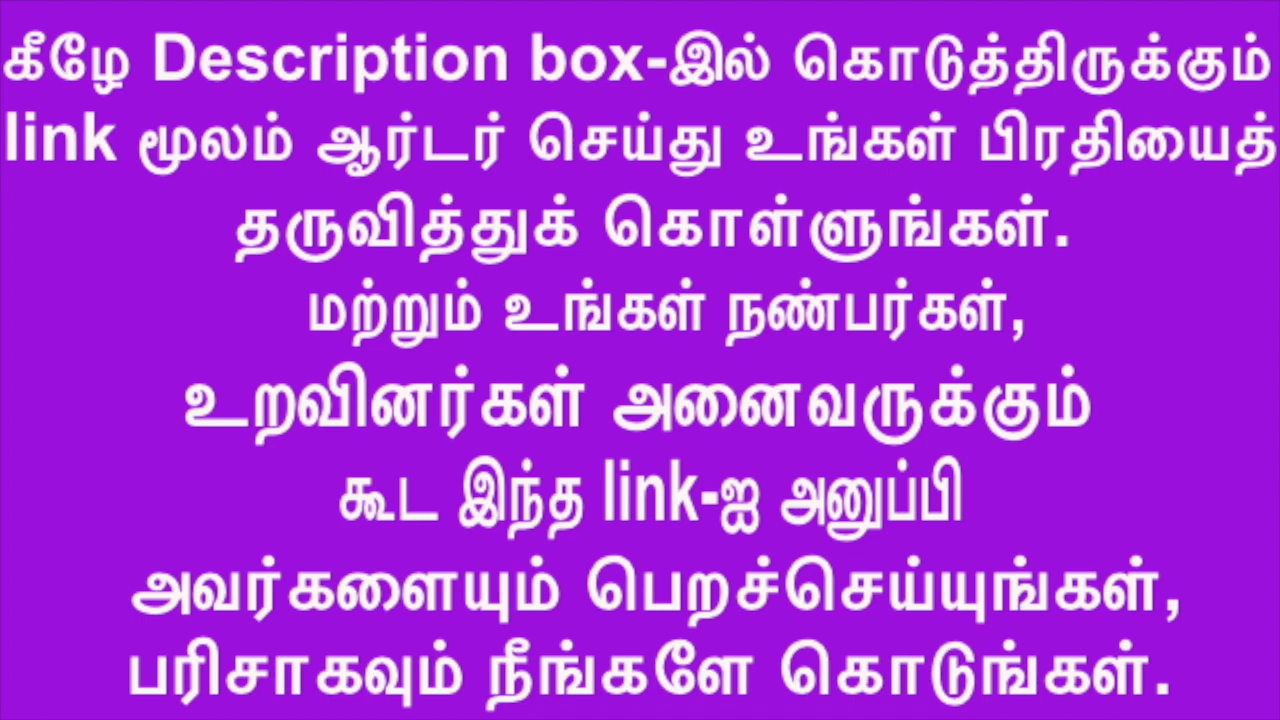 கீழே Description box-இல் கொடுத்திருக்கும்
link மூலம் ஆர்டர் செய்து உங்கள் பிரதியைத்
தருவித்துக் கொள்ளுங்கள்.
மற்றும் உங்கள் நண்பர்கள்,
உறவினர்கள் அனைவருக்கும்
கூட இந்த link-ஐ அனுப்பி
அவர்களையும் பெறச்செய்யுங்கள்,
பரிசாகவும் நீங்களே கொடுங்கள்.